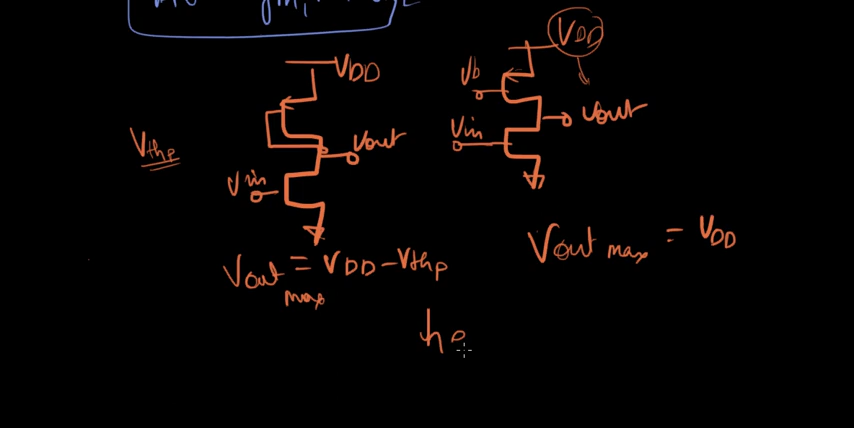 VDD
VDD
Vb
Vout
Vin
Vout
Vthp
Vin
Vout max = VDD - Vthp
Vout max = VDD
he